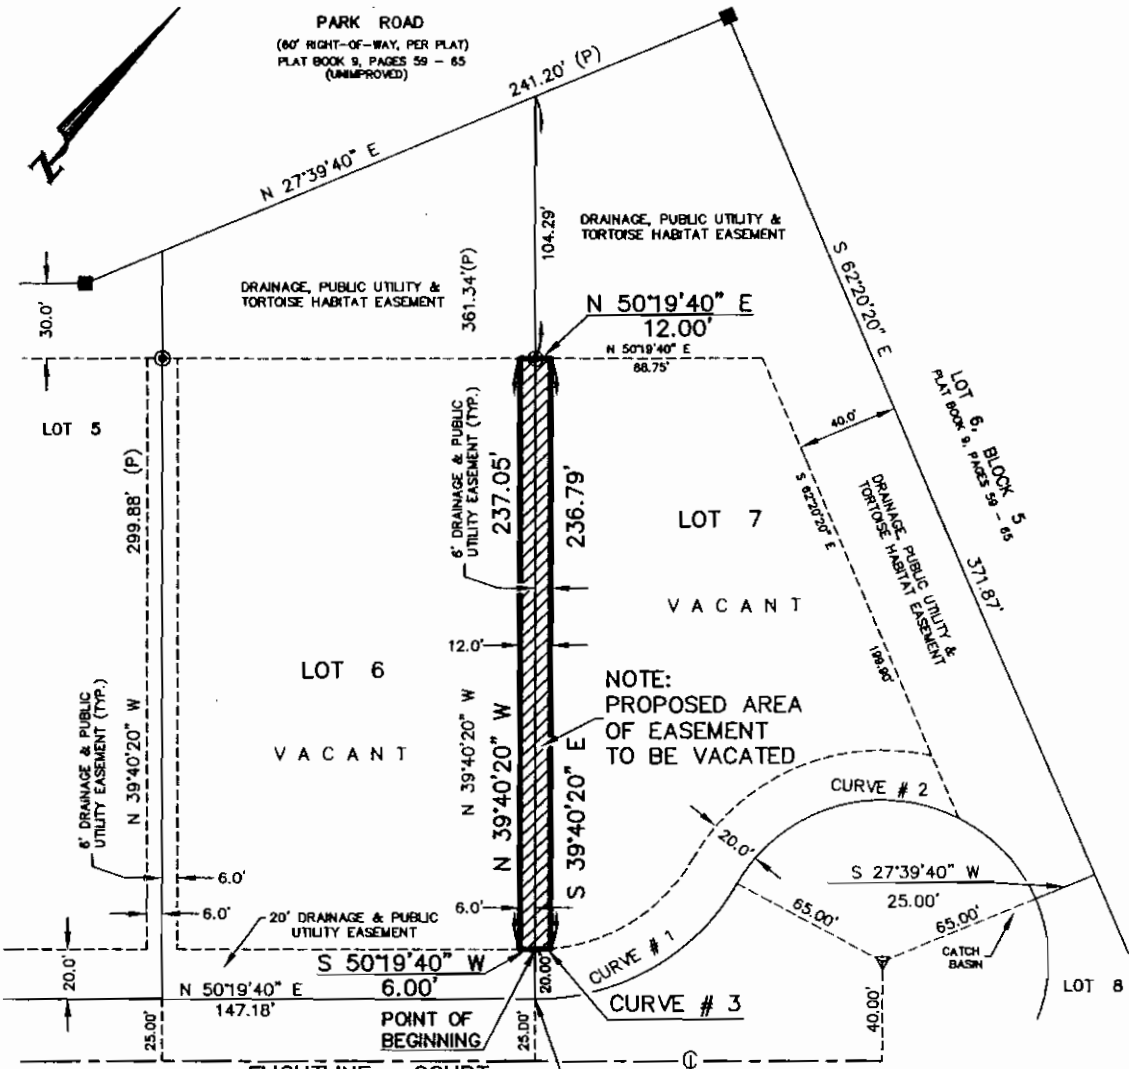 PARK ROAD
(60' RIGHT-OF-WAY, PER PLAT)
PLAT BOOK 9, PAGES 59 - 65
(UNIMPROVED)
N
241.20' (P)
N 27°39'40" E
30.0'
DRAINAGE, PUBLIC UTILITY &
TORTOISE HABITAT EASEMENT
361.34'(P)
104.29'
DRAINAGE, PUBLIC UTILITY &
TORTOISE HABITAT EASEMENT
S 62°20'20" E
N 50°19'40" E
12.00'
N 50°19'40" E
88.75'
LOT 5
299.88' (P)
6' DRAINAGE & PUBLIC
UTILITY EASEMENT (TYP.)
237.05'
236.79'
LOT 7
VACANT
40.0'
S 62°20'20" E
LOT 6, BLOCK 5
PLAT BOOK 9, PAGES 59 - 65
DRAINAGE, PUBLIC UTILITY &
TORTOISE HABITAT EASEMENT
371.87'
199.90'
12.0'
LOT 6
VACANT
NOTE:
PROPOSED AREA
OF EASEMENT
TO BE VACATED
6' DRAINAGE & PUBLIC
UTILITY EASEMENT (TYP.)
N 39°40'20" W
N 39°40'20" W
N 39°40'20" W
S 39°40'20" E
CURVE # 2
20.0'
S 27°39'40" W
25.00'
65.00'
65.00'
CATCH
BASIN
6.0'
6.0'
6.0'
20' DRAINAGE & PUBLIC
UTILITY EASEMENT
CURVE # 1
S 50°19'40" W
6.00'
20.0'
20.00'
N 50°19'40" E
147.18'
CURVE # 3
POINT OF
BEGINNING
25.00'
25.00'
40.00'
LOT 8
℄